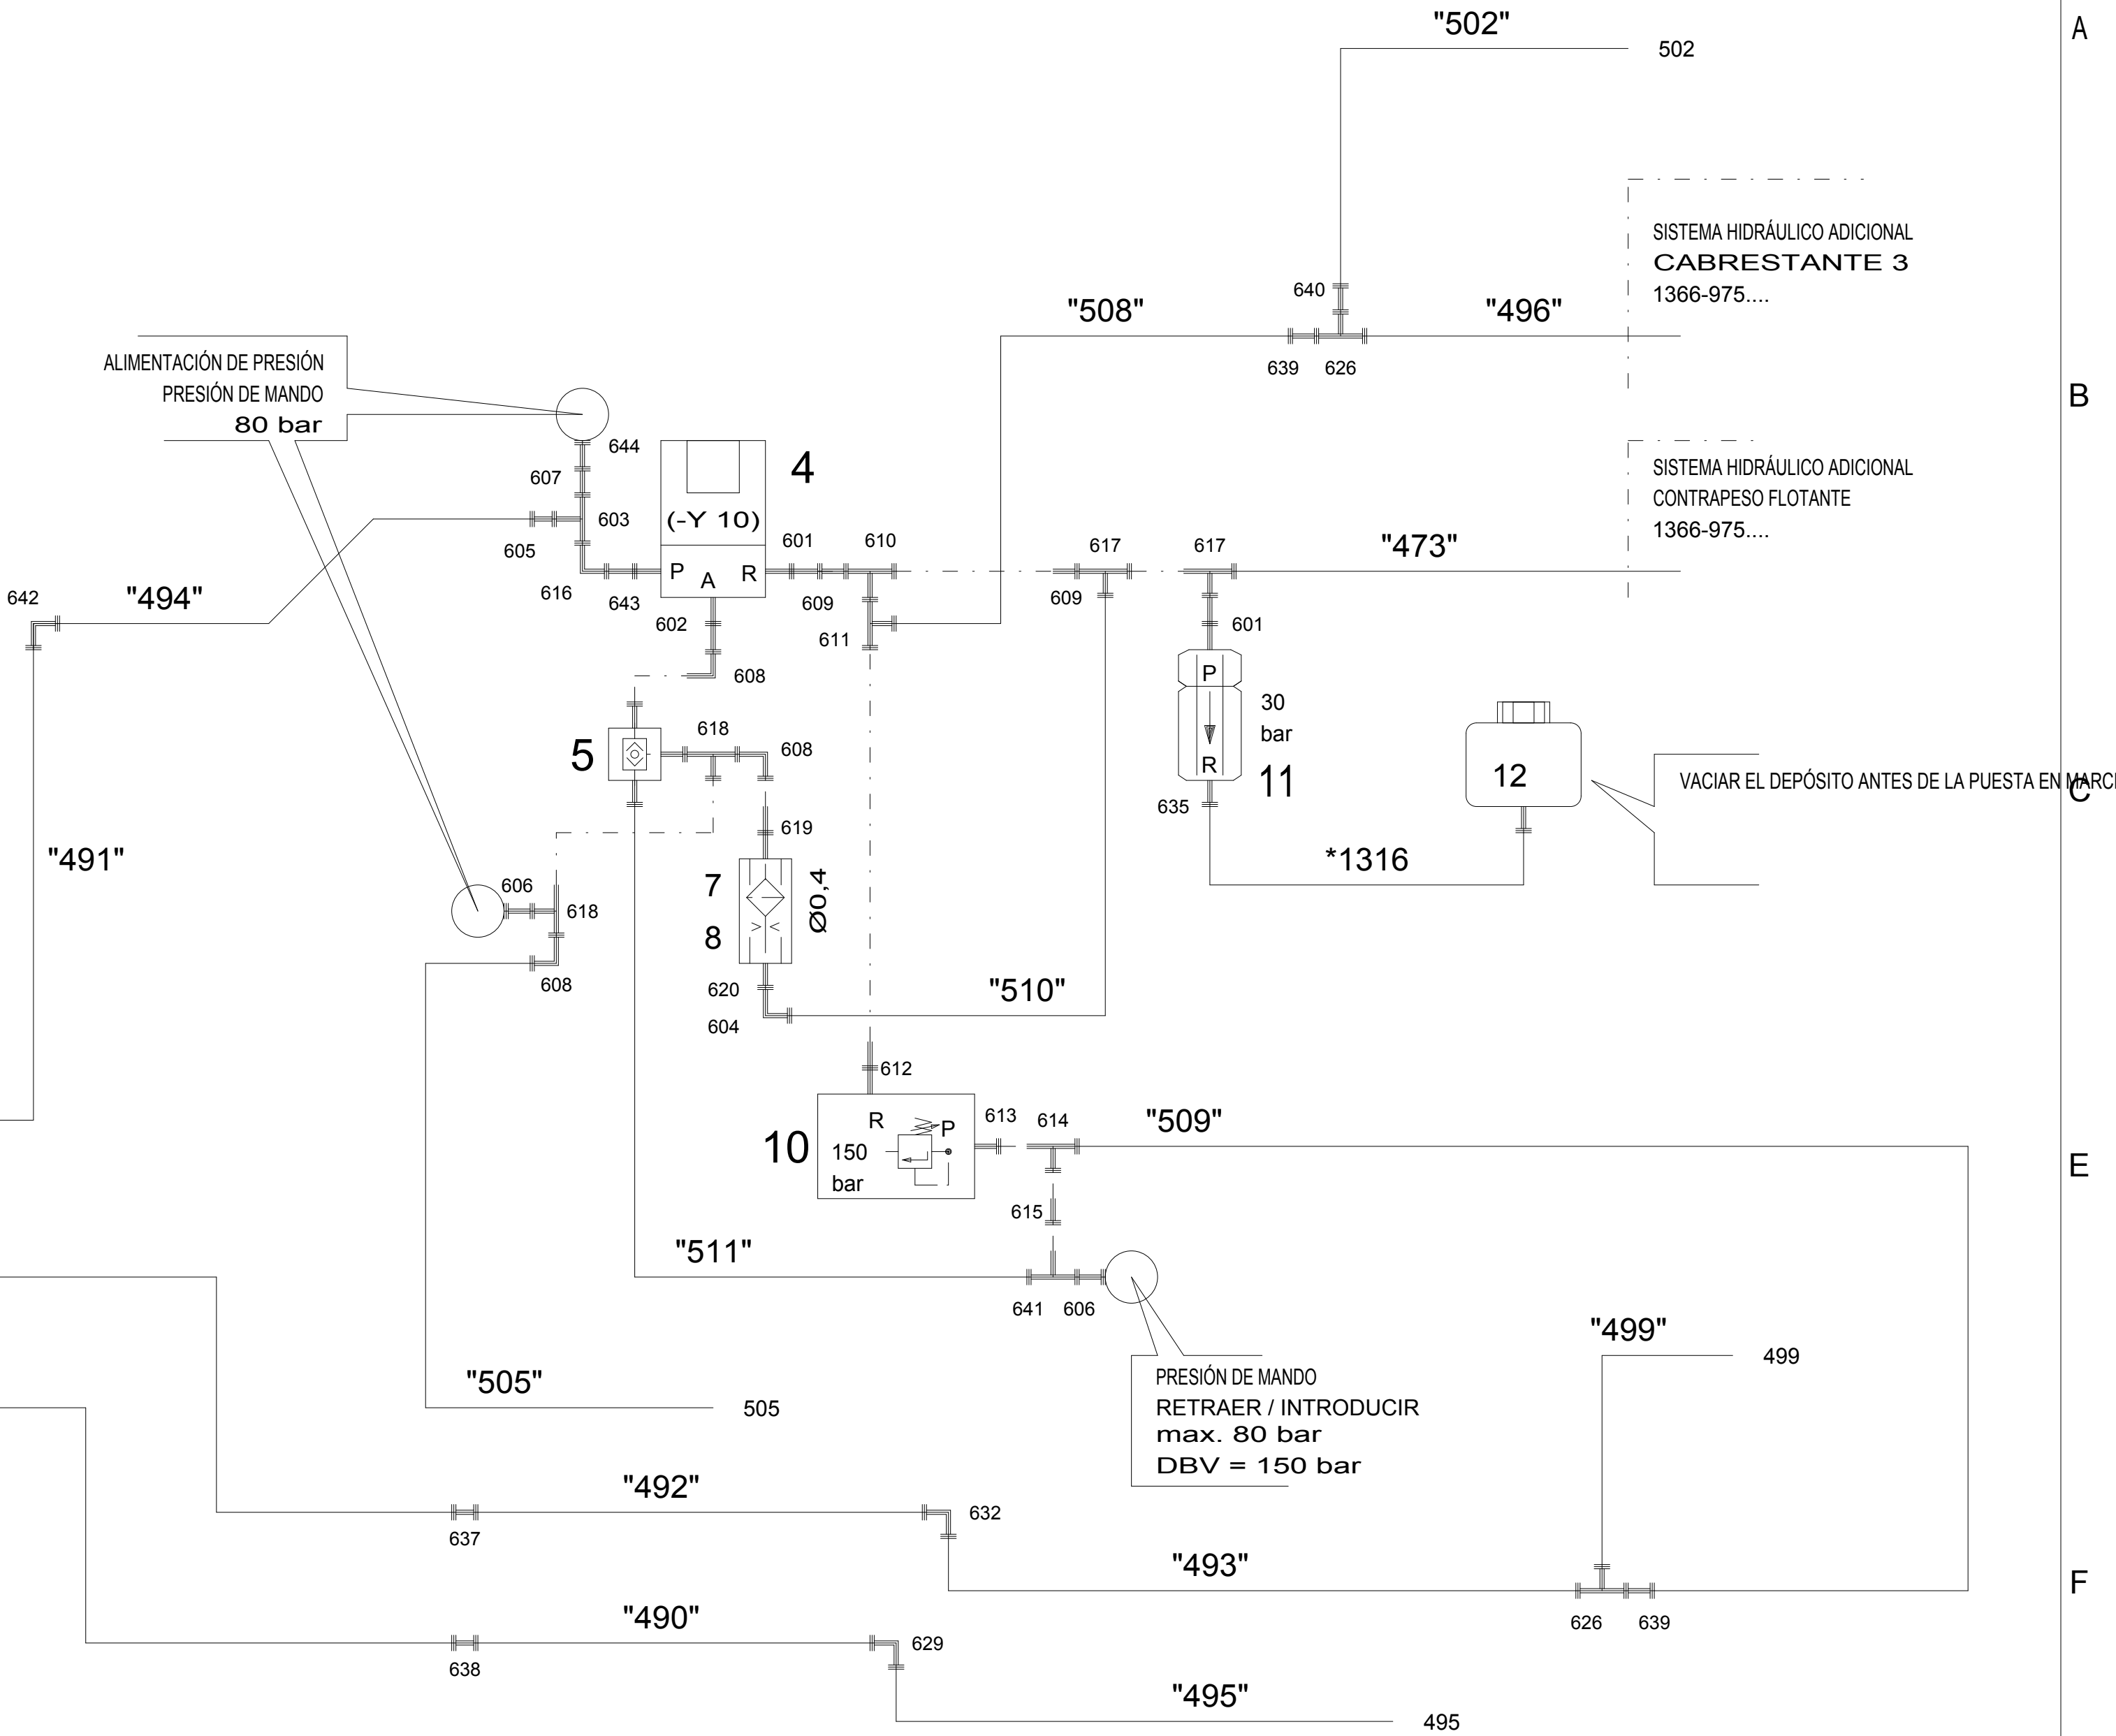 "502"
502
A
SISTEMA HIDRÁULICO ADICIONAL
CABRESTANTE 3
1366-975....
640
"508"
"496"
639
626
ALIMENTACIÓN DE PRESIÓN
PRESIÓN DE MANDO
80 bar
B
644
607
4
603
(-Y 10)
605
SISTEMA HIDRÁULICO ADICIONAL
CONTRAPESO FLOTANTE
1366-975....
601
610
617
617
"473"
P
A
R
616
643
609
609
642
"494"
602
611
601
608
P
30
bar
R
11
618
608
5
12
VACIAR EL DEPÓSITO ANTES DE LA PUESTA EN
C
635
619
"491"
*1316
7
8
Ø0,4
606
618
608
620
604
"510"
612
R
P
10
150
bar
613
614
"509"
E
615
"511"
641
606
"499"
499
PRESIÓN DE MANDO
RETRAER / INTRODUCIR
max. 80 bar
DBV = 150 bar
"505"
505
"492"
637
632
"493"
F
626
639
"490"
638
629
"495"
495